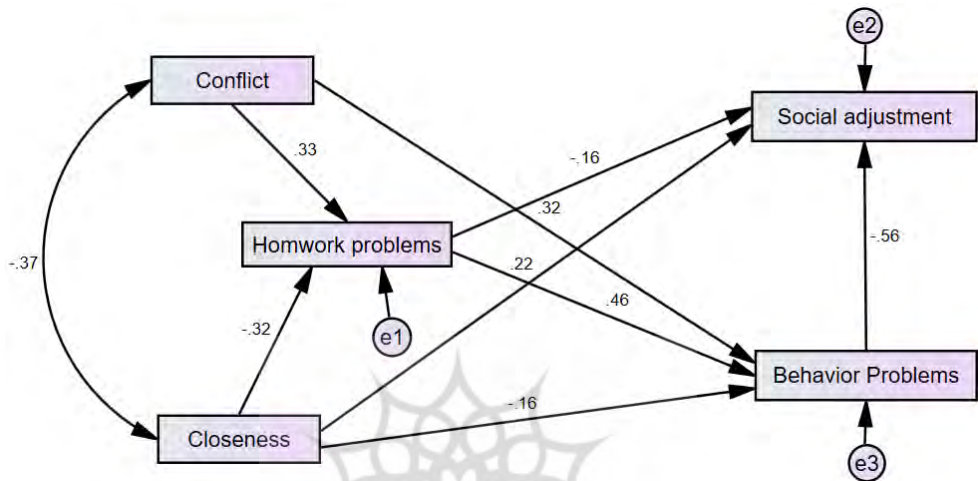 e2
Conflict
Social adjustment
.33
-.16
.32
Homwork problems
-.56
-.37
.22
.46
-.32
e1
Behavior Problems
-.16
Closeness
e3